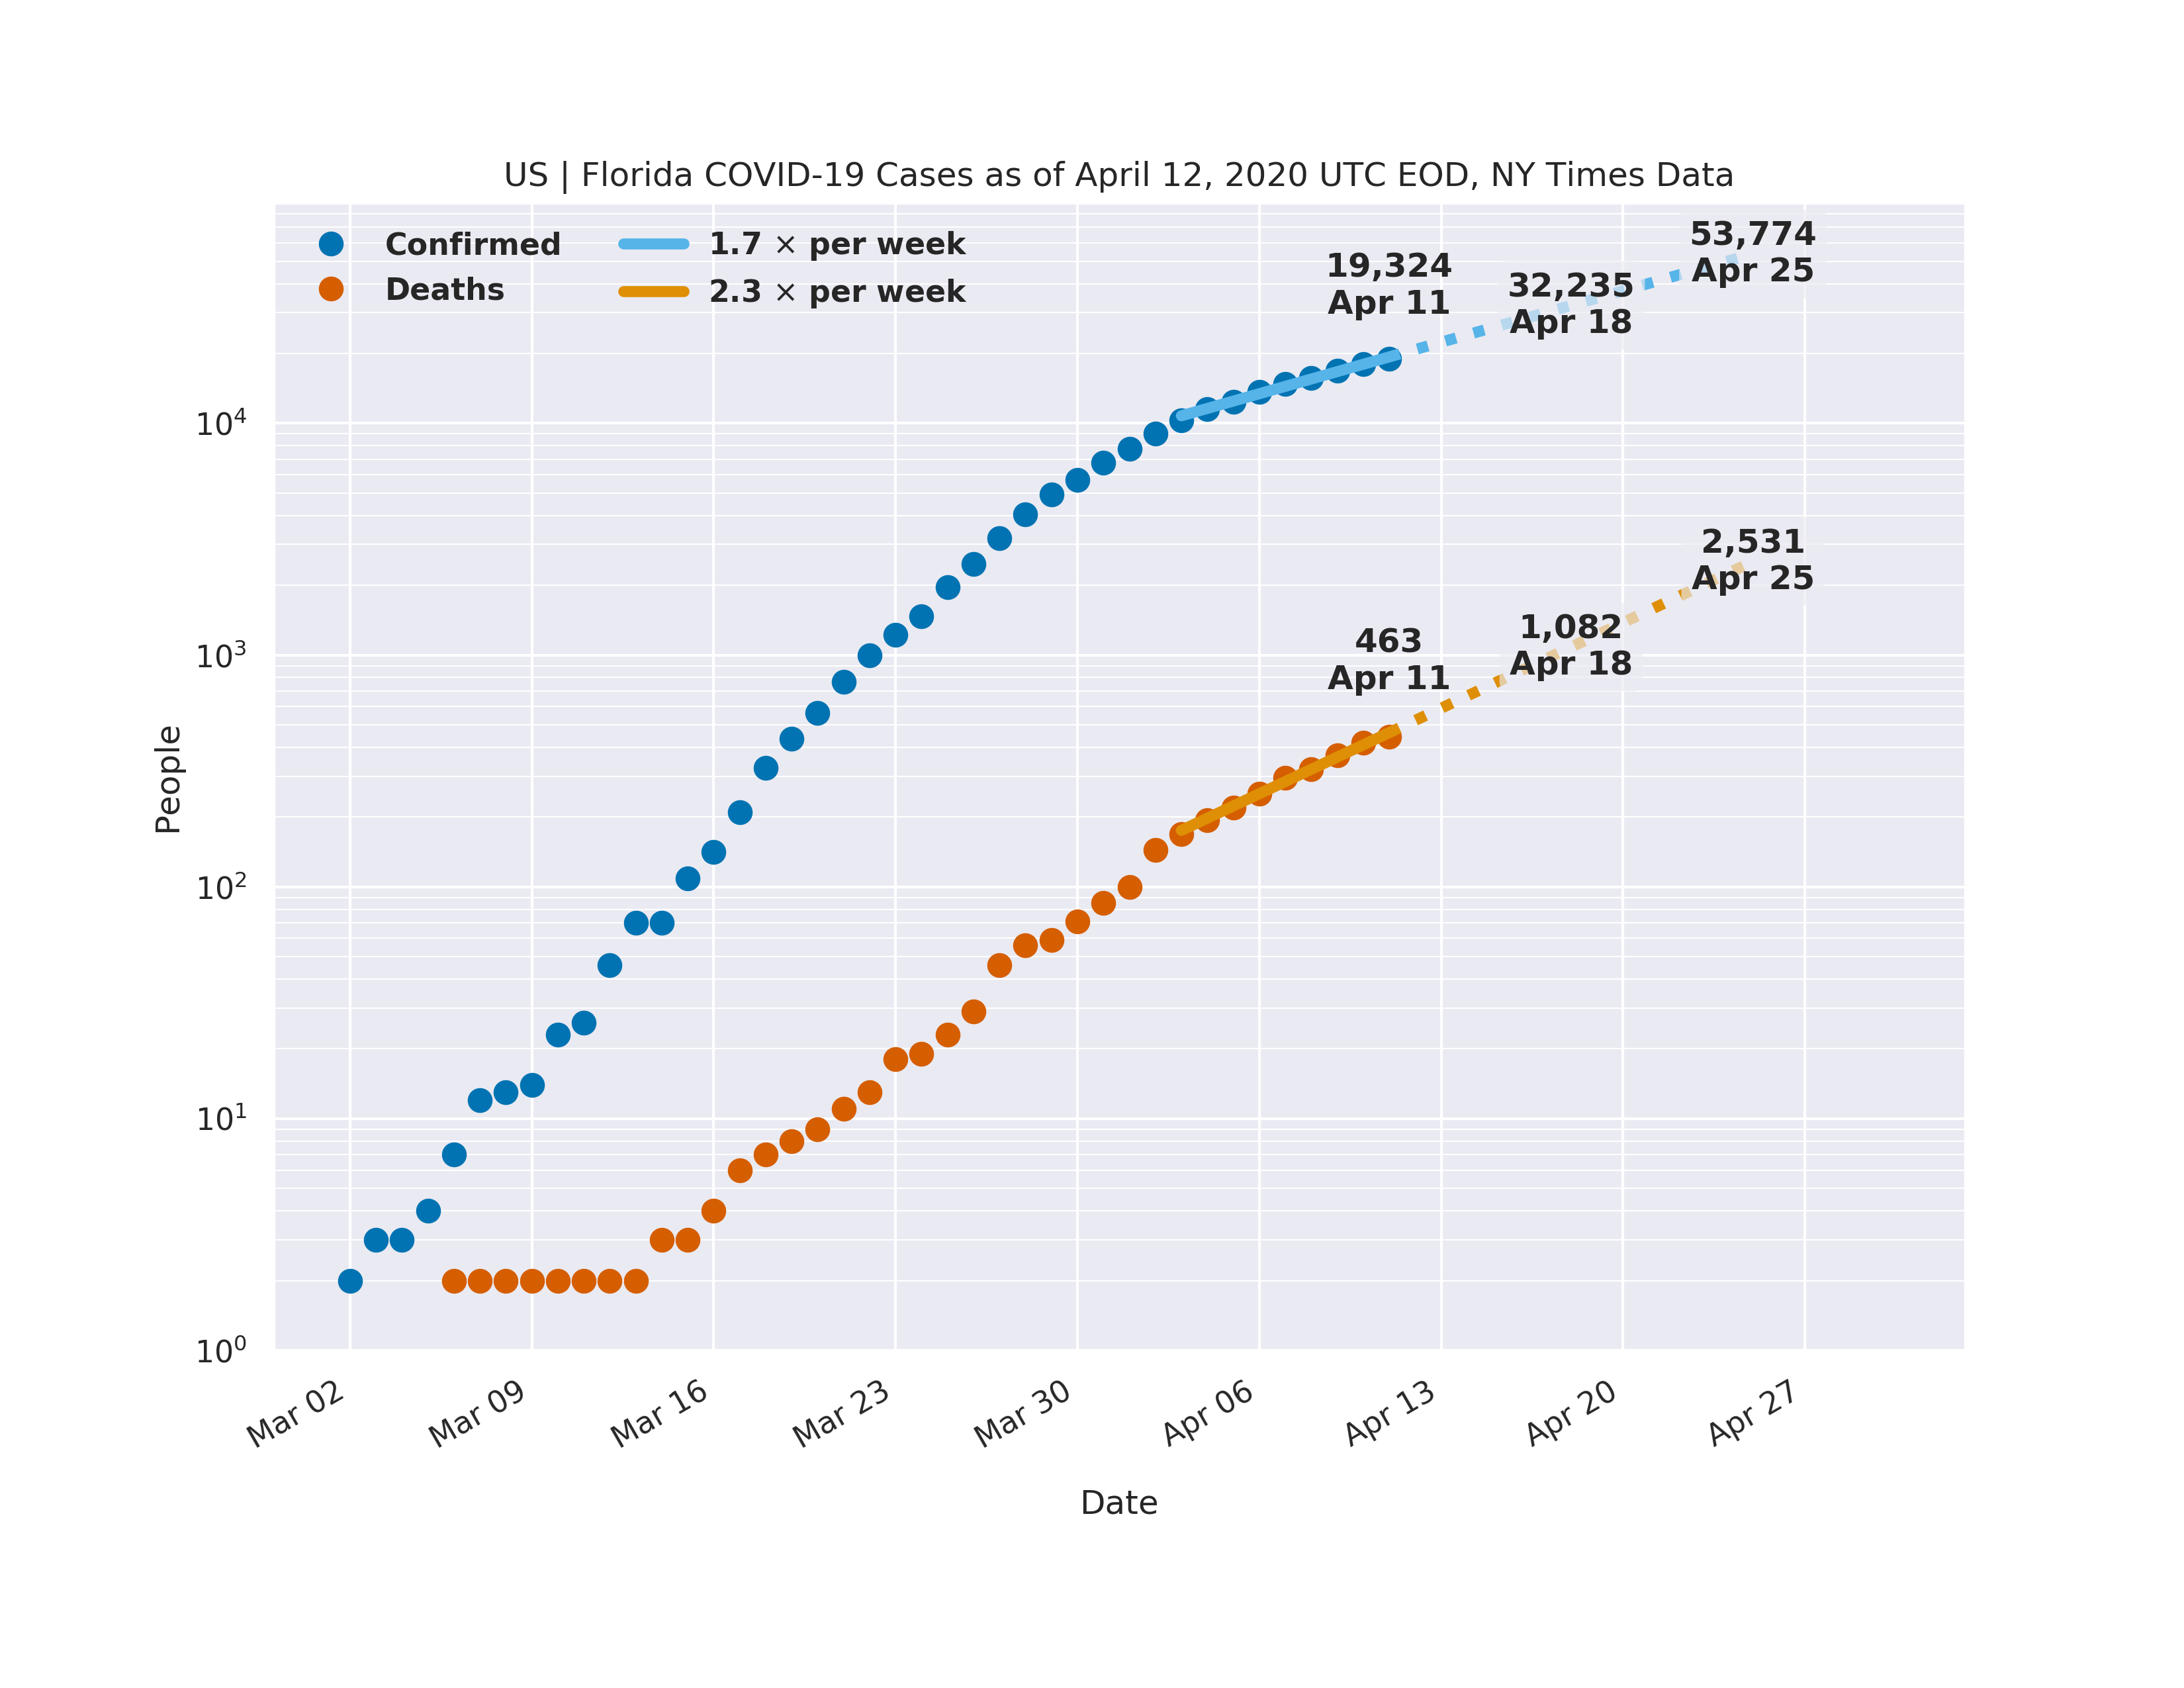 US | Florida COVID-19 Cases as of April 12, 2020 UTC EOD, NY Times Data
Confirmed
Deaths
1.7 × per week
2.3 × per week
19,324
Apr 11
32,235
Apr 18
53,774
Apr 25
463
Apr 11
1,082
Apr 18
2,531
Apr 25
People
10⁴
10³
10²
10¹
10⁰
Mar 02
Mar 09
Mar 16
Mar 23
Mar 30
Apr 06
Apr 13
Apr 20
Apr 27
Date